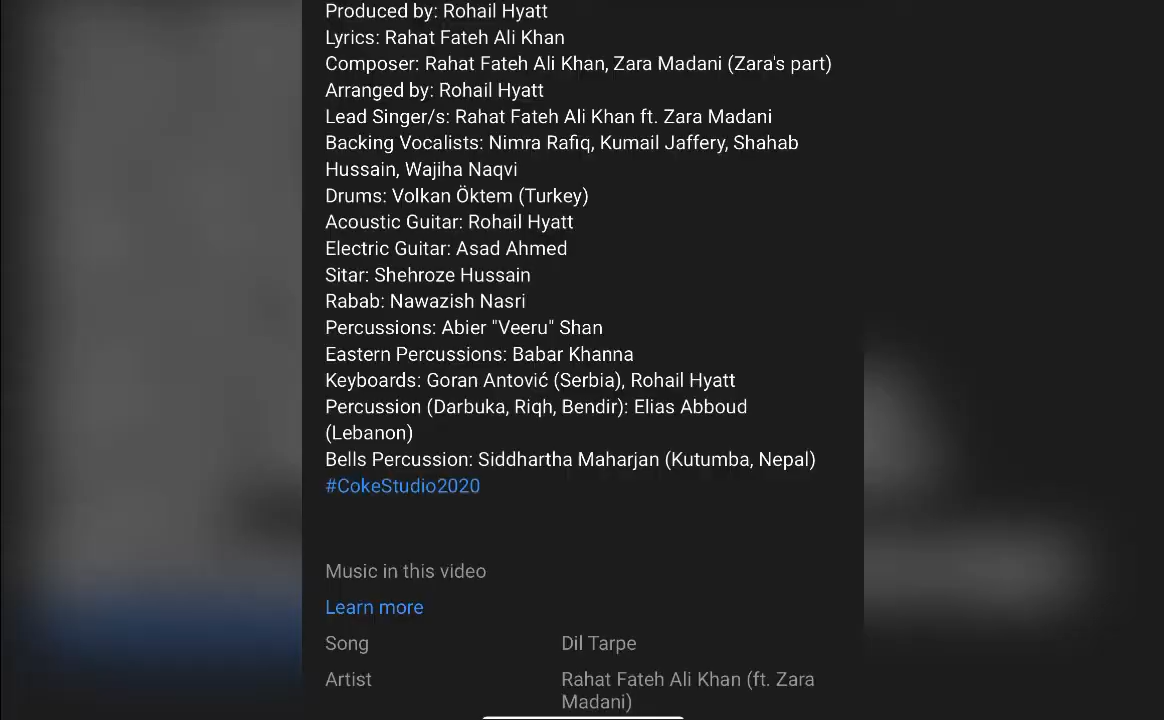 Produced by: Rohail Hyatt
Lyrics: Rahat Fateh Ali Khan
Composer: Rahat Fateh Ali Khan, Zara Madani (Zara's part)
Arranged by: Rohail Hyatt
Lead Singer/s: Rahat Fateh Ali Khan ft. Zara Madani
Backing Vocalists: Nimra Rafiq, Kumail Jaffery, Shahab
Hussain, Wajiha Naqvi
Drums: Volkan Öktem (Turkey)
Acoustic Guitar: Rohail Hyatt
Electric Guitar: Asad Ahmed
Sitar: Shehroze Hussain
Rabab: Nawazish Nasri
Percussions: Abier "Veeru" Shan
Eastern Percussions: Babar Khanna
Keyboards: Goran Antović (Serbia), Rohail Hyatt
Percussion (Darbuka, Riqh, Bendir): Elias Abboud
(Lebanon)
Bells Percussion: Siddhartha Maharjan (Kutumba, Nepal)
#CokeStudio2020
Music in this video
Learn more
Song Dil Tarpe
Artist Rahat Fateh Ali Khan (ft. Zara
Madani)